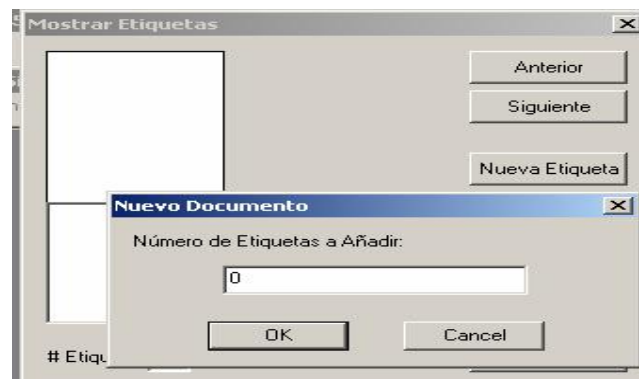 Mostrar Etiquetas
Anterior
Siguiente
Nueva Etiqueta
Nuevo Documento
Número de Etiquetas a Añadir:
0
OK
Cancel
# Etiqu